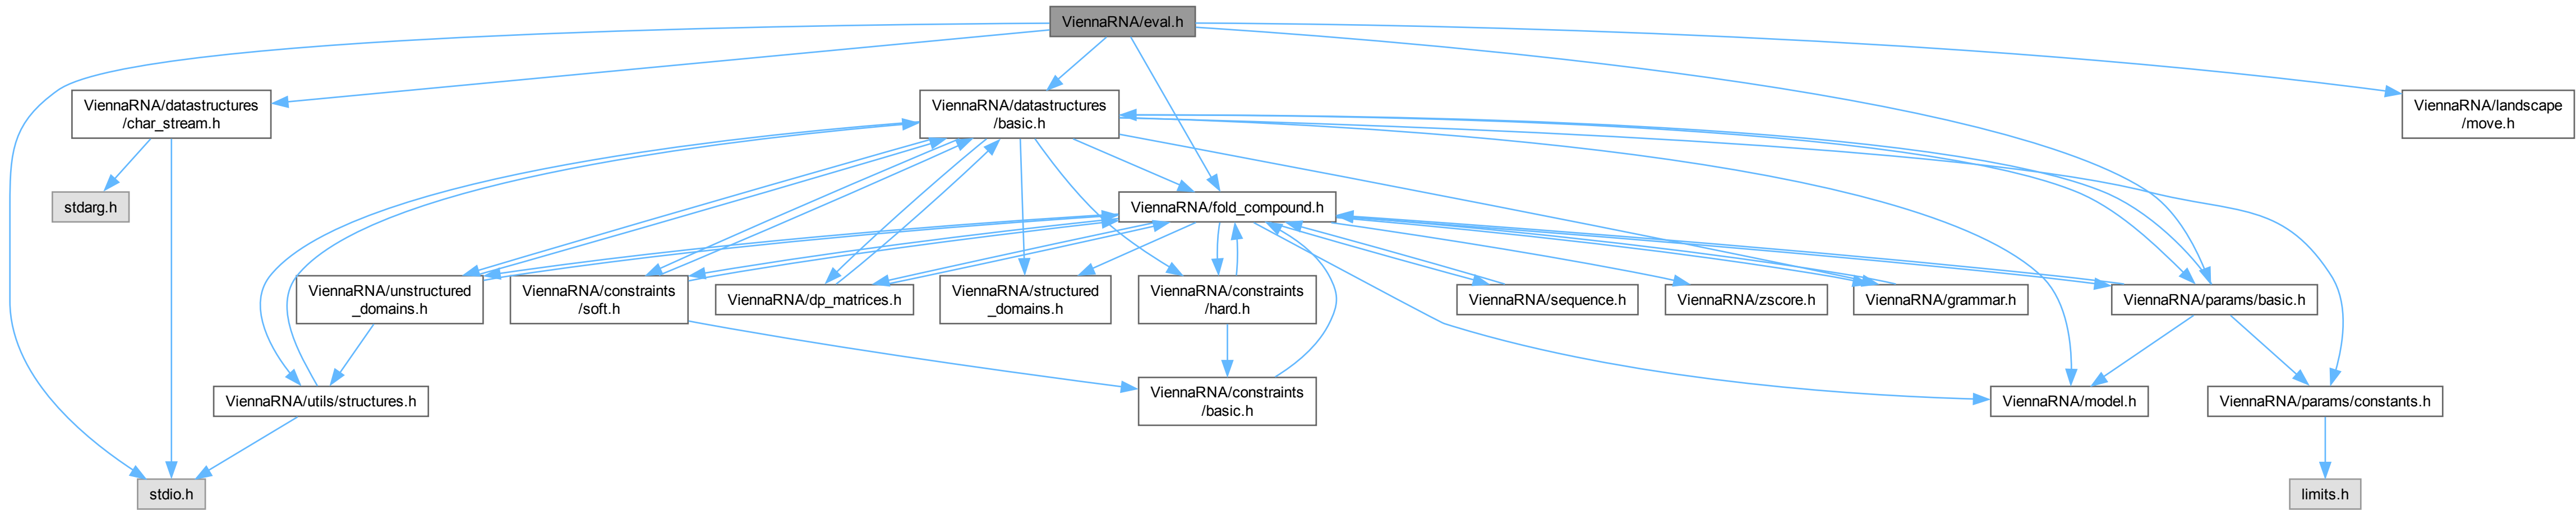 ViennaRNA/eval.h
ViennaRNA/datastructures
/char_stream.h
ViennaRNA/datastructures
/basic.h
ViennaRNA/landscape
/move.h
stdarg.h
ViennaRNA/fold_compound.h
ViennaRNA/unstructured
_domains.h
ViennaRNA/constraints
/soft.h
ViennaRNA/dp_matrices.h
ViennaRNA/structured
_domains.h
ViennaRNA/constraints
/hard.h
ViennaRNA/sequence.h
ViennaRNA/zscore.h
ViennaRNA/grammar.h
ViennaRNA/params/basic.h
ViennaRNA/utils/structures.h
ViennaRNA/constraints
/basic.h
ViennaRNA/model.h
ViennaRNA/params/constants.h
stdio.h
limits.h